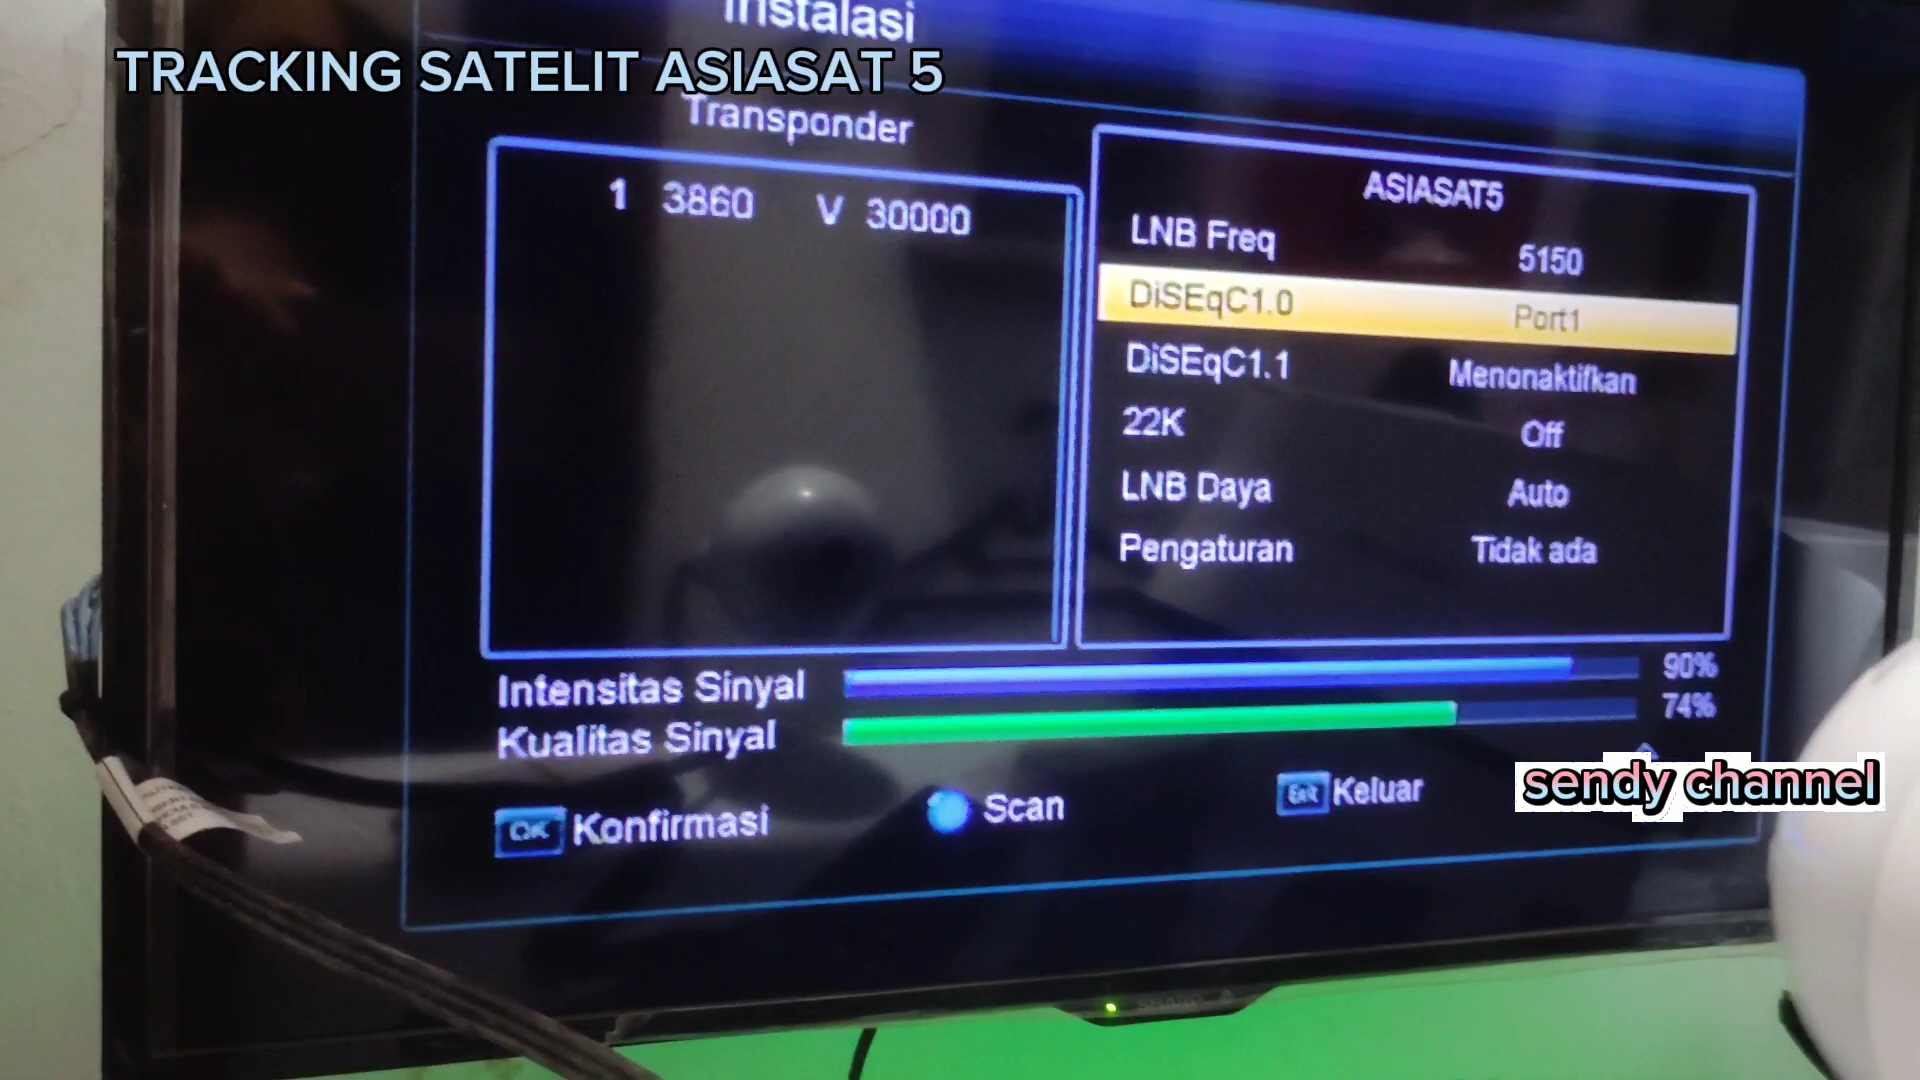 Instalasi
TRACKING SATELIT ASIASAT 5
Transponder
1 3860 V 30000
ASIASAT5
LNB Freq 5150
DiSEqC1.0 Port1
DiSEqC1.1 Menonaktifkan
22K Off
LNB Daya Auto
Pengaturan Tidak ada
Intensitas Sinyal 90%
Kualitas Sinyal 74%
OK Konfirmasi
Scan
Exit Keluar
sendy channel